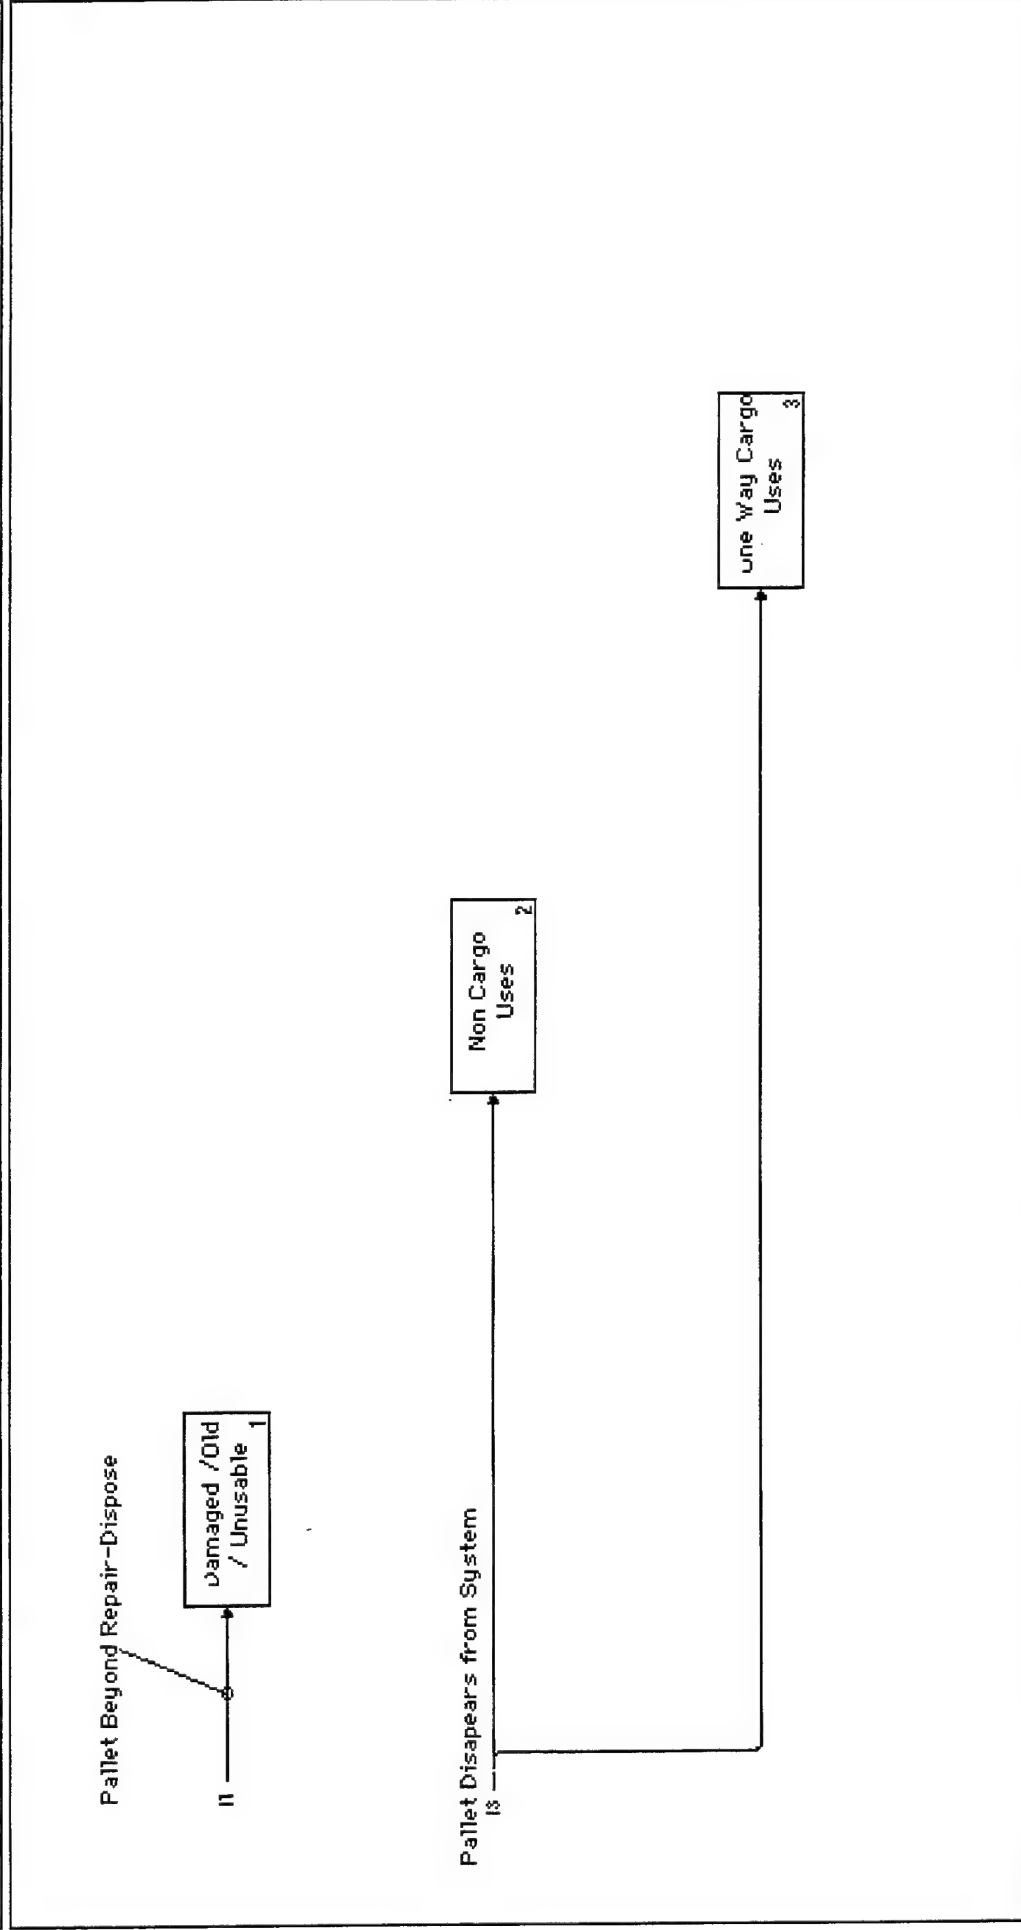 Pallet Beyond Repair-Dispose
I1
Damaged /Old
/ Unusable
1
Pallet Disapears from System
I3
Non Cargo
Uses
2
One Way Cargo
Uses
3